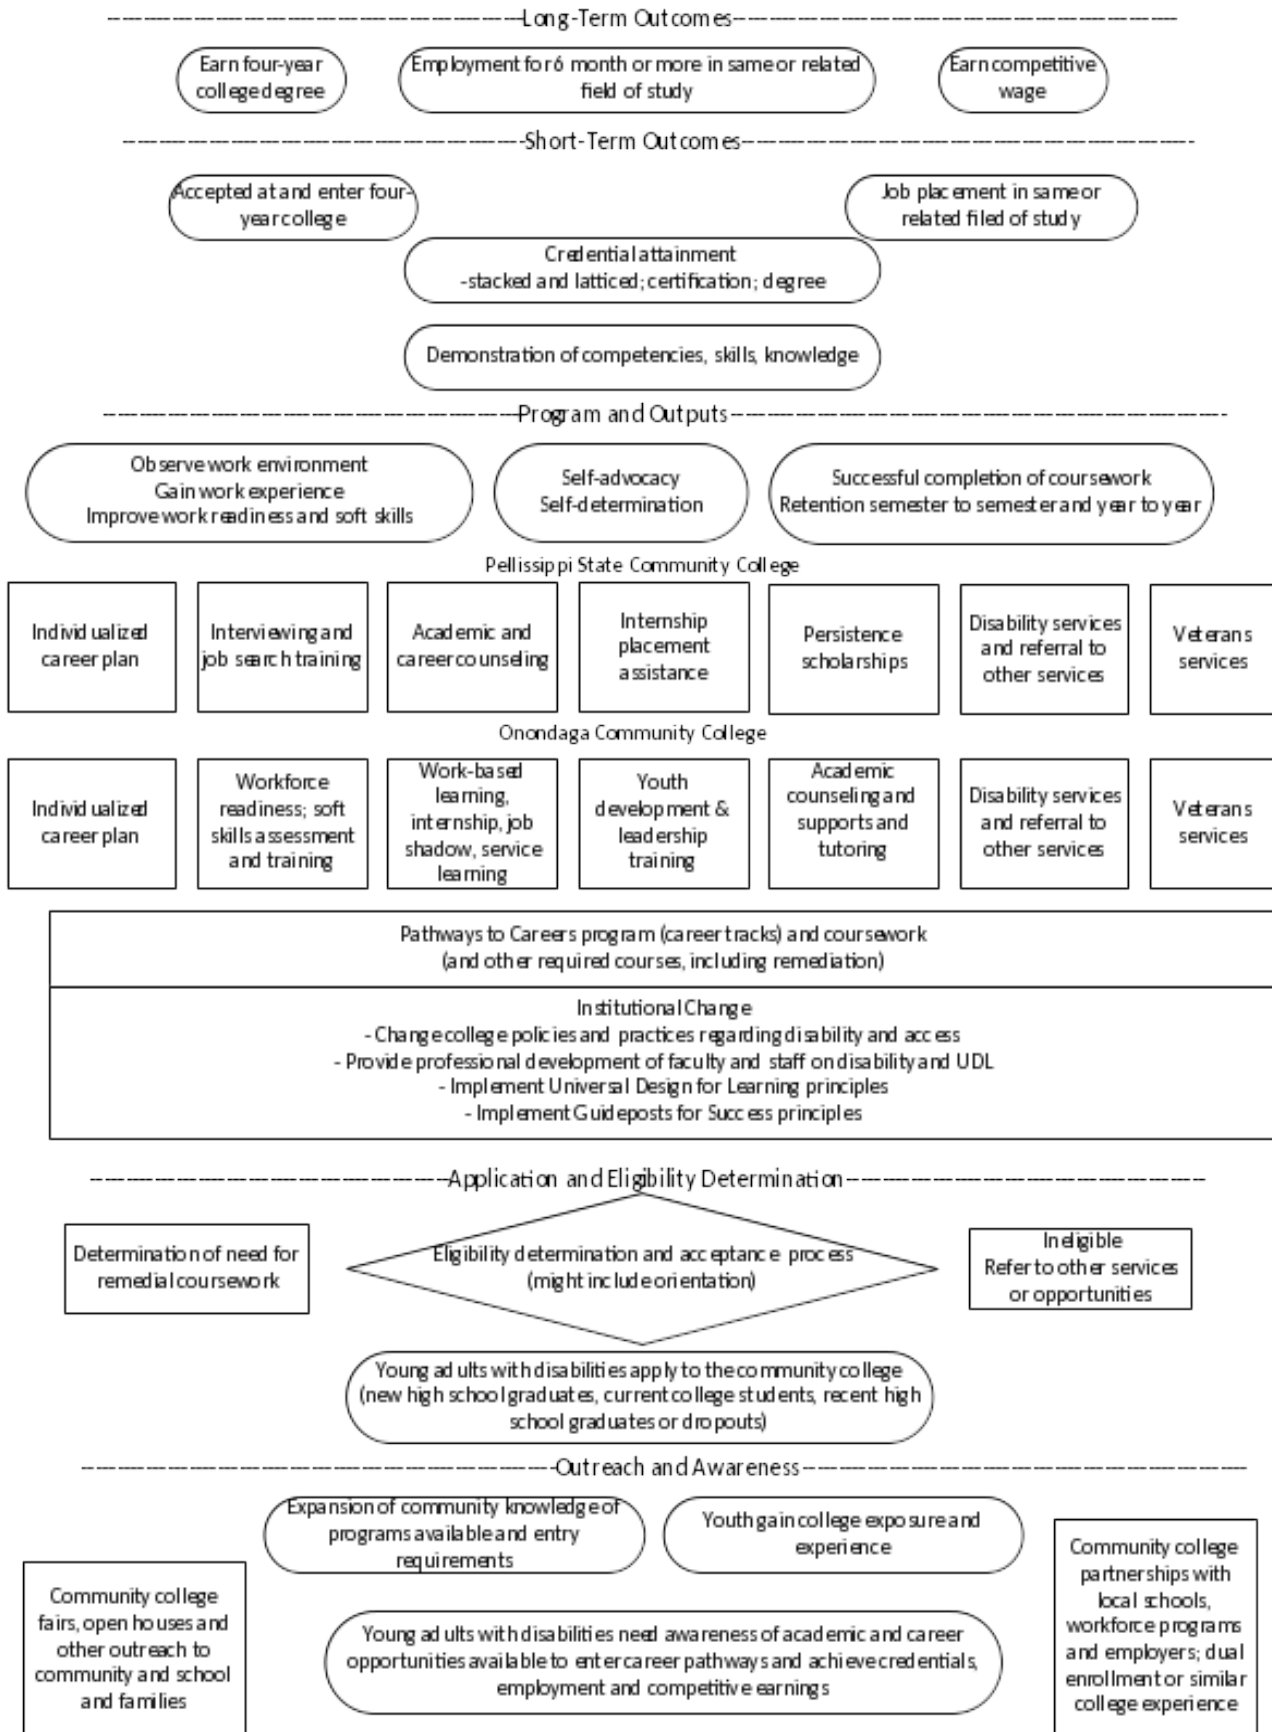 Long-Term Outcomes
Earn four-year
college degree
Employment for 6 month or more in same or related
field of study
Earn competitive
wage
Short-Term Outcomes
Accepted at and enter four-
year college
Job placement in same or
related filed of study
Credential attainment
-stacked and latticed; certification; degree
Demonstration of competencies, skills, knowledge
Program and Outputs
Observe work environment
Gain work experience
Improve work readiness and soft skills
Self-advocacy
Self-determination
Successful completion of coursework
Retention semester to semester and year to year
Pellissippi State Community College
Individualized
career plan
Interviewing and
job search training
Academic and
career counseling
Internship
placement
assistance
Persistence
scholarships
Disability services
and referral to
other services
Veterans
services
Onondaga Community College
Individualized
career plan
Workforce
readiness; soft
skills assessment
and training
Work-based
learning,
internship, job
shadow, service
learning
Youth
development &
leadership
training
Academic
counseling and
supports and
tutoring
Disability services
and referral to
other services
Veterans
services
Pathways to Careers program (career tracks) and coursework
(and other required courses, including remediation)
Institutional Change
- Change college policies and practices regarding disability and access
- Provide professional development of faculty and staff on disability and UDL
- Implement Universal Design for Learning principles
- Implement Guideposts for Success principles
Application and Eligibility Determination
Determination of need for
remedial coursework
Eligibility determination and acceptance process
(might include orientation)
Ineligible
Refer to other services
or opportunities
Young adults with disabilities apply to the community college
(new high school graduates, current college students, recent high
school graduates or dropouts)
Outreach and Awareness
Expansion of community knowledge of
programs available and entry
requirements
Youth gain college exposure and
experience
Community college
fairs, open houses and
other outreach to
community and school
and families
Young adults with disabilities need awareness of academic and career
opportunities available to enter career pathways and achieve credentials,
employment and competitive earnings
Community college
partnerships with
local schools,
workforce programs
and employers; dual
enrollment or similar
college experience